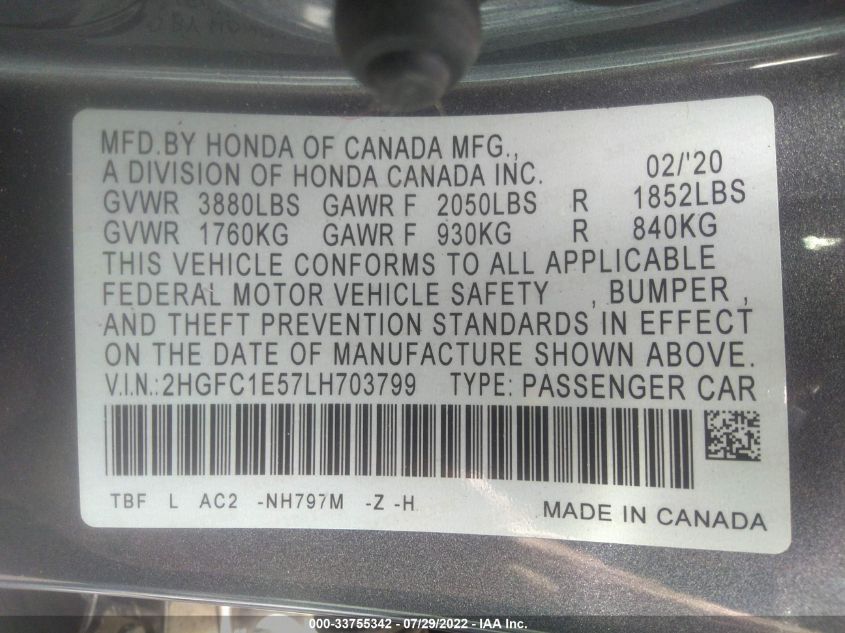 MFD.BY HONDA OF CANADA MFG.,
A DIVISION OF HONDA CANADA INC. 02/'20
GVWR 3880LBS GAWR F 2050LBS R 1852LBS
GVWR 1760KG GAWR F 930KG R 840KG
THIS VEHICLE CONFORMS TO ALL APPLICABLE
FEDERAL MOTOR VEHICLE SAFETY , BUMPER ,
AND THEFT PREVENTION STANDARDS IN EFFECT
ON THE DATE OF MANUFACTURE SHOWN ABOVE.
V.I.N.:2HGFC1E57LH703799 TYPE: PASSENGER CAR
TBF L AC2 -NH797M -Z -H
MADE IN CANADA
000-33755342 - 07/29/2022 - IAA Inc.